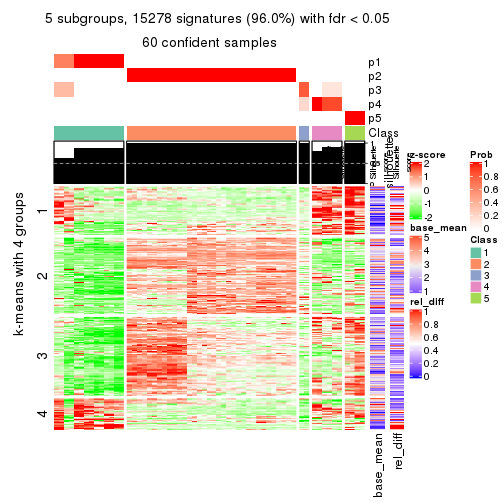 5 subgroups, 15278 signatures (96.0%) with fdr < 0.05
60 confident samples
p1
p2
p3
p4
p5
Class
Silhouette
silhouette
k-means with 4 groups
1
2
3
4
base_mean
rel_diff
z-score
2
1
0
-1
-2
base_mean
5
4
3
2
1
rel_diff
1
0.8
0.6
0.4
0.2
0
Prob
1
0.8
0.6
0.4
0.2
0
Class
1
2
3
4
5